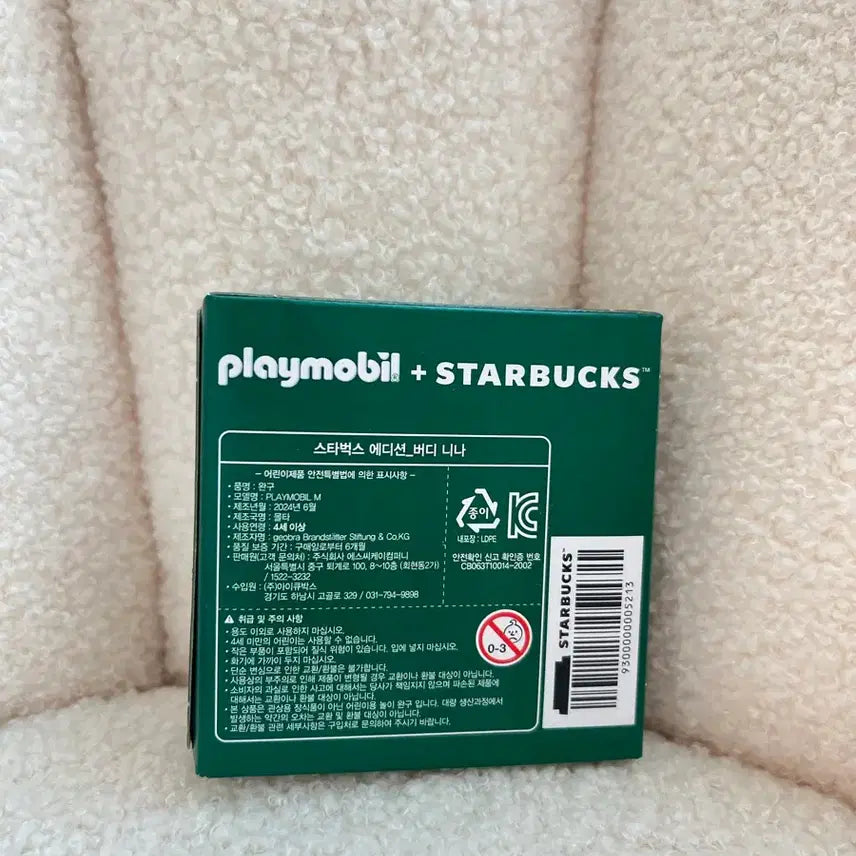 playmobil® + STARBUCKS™
스타벅스 에디션_버디 니나
- 어린이제품 안전특별법에 의한 표시사항 -
· 품명 : 완구
· 모델명 : PLAYMOBIL M
· 제조년월 : 2024년 6월
· 제조국명 : 몰타
· 사용연령 : 4세 이상
· 제조자명 : geobra Brandstätter Stiftung & Co.KG
· 품질 보증 기간 : 구매일로부터 6개월
· 판매원(고객 문의처) : 주식회사 에스씨케이컴퍼니
서울특별시 중구 퇴계로 100, 8~10층 (회현동2가)
/ 1522-3232
· 수입원 : (주)아이큐박스
경기도 하남시 고골로 329 / 031-794-9898
종이
내포장 : LDPE
안전확인 신고 확인증 번호
CB063T10014-2002
⚠ 취급 및 주의 사항
· 용도 이외로 사용하지 마십시오.
· 4세 미만의 어린이는 사용할 수 없습니다.
· 작은 부품이 포함되어 질식 위험이 있습니다. 입에 넣지 마십시오.
· 화기에 가까이 두지 마십시오.
· 단순 변심으로 인한 교환/환불은 불가합니다.
· 사용상의 부주의로 인해 제품이 변형될 경우 교환이나 환불 대상이 아닙니다.
· 소비자의 과실로 인한 사고에 대해서는 당사가 책임지지 않으며 파손된 제품에
대해서는 교환이나 환불 대상이 아닙니다.
· 본 상품은 관상용 장식품이 아닌 어린이용 놀이 완구 입니다. 대량 생산과정에서
발생하는 약간의 오차는 교환 및 환불 대상이 아닙니다.
· 교환/환불 관련 세부사항은 구입처로 문의하여 주시기 바랍니다.
0-3
STARBUCKS™
9300000005213